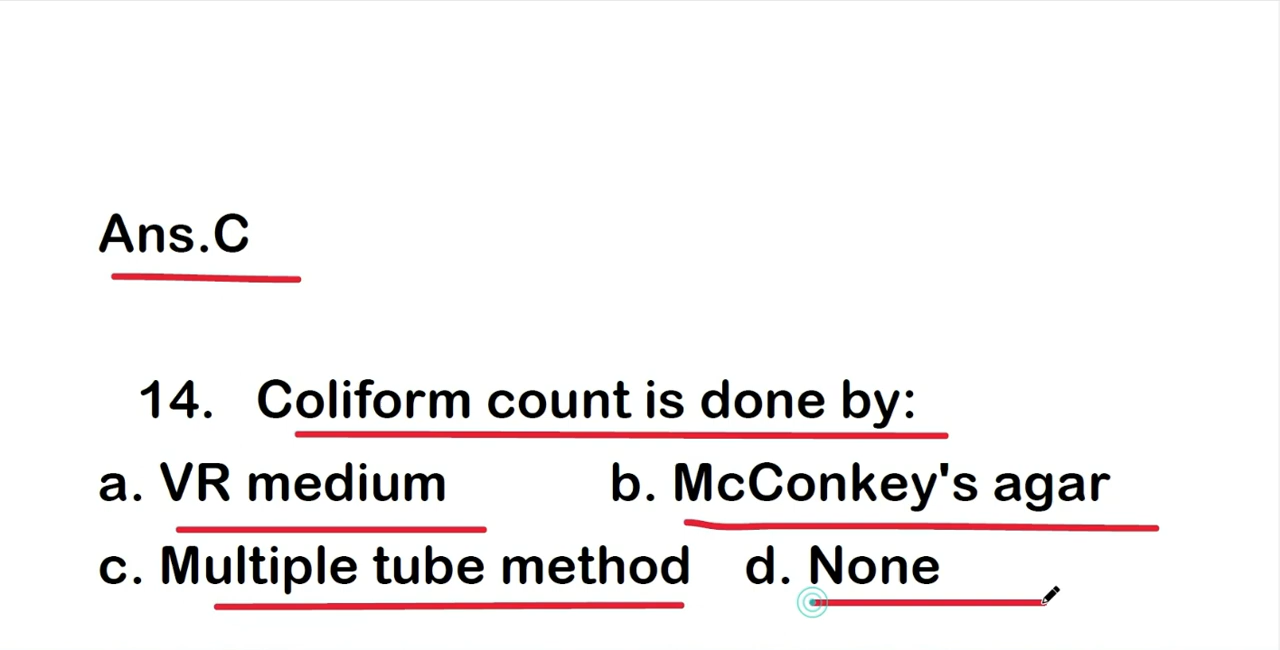 Ans.C
14. Coliform count is done by:
a. VR medium b. McConkey's agar
c. Multiple tube method d. None